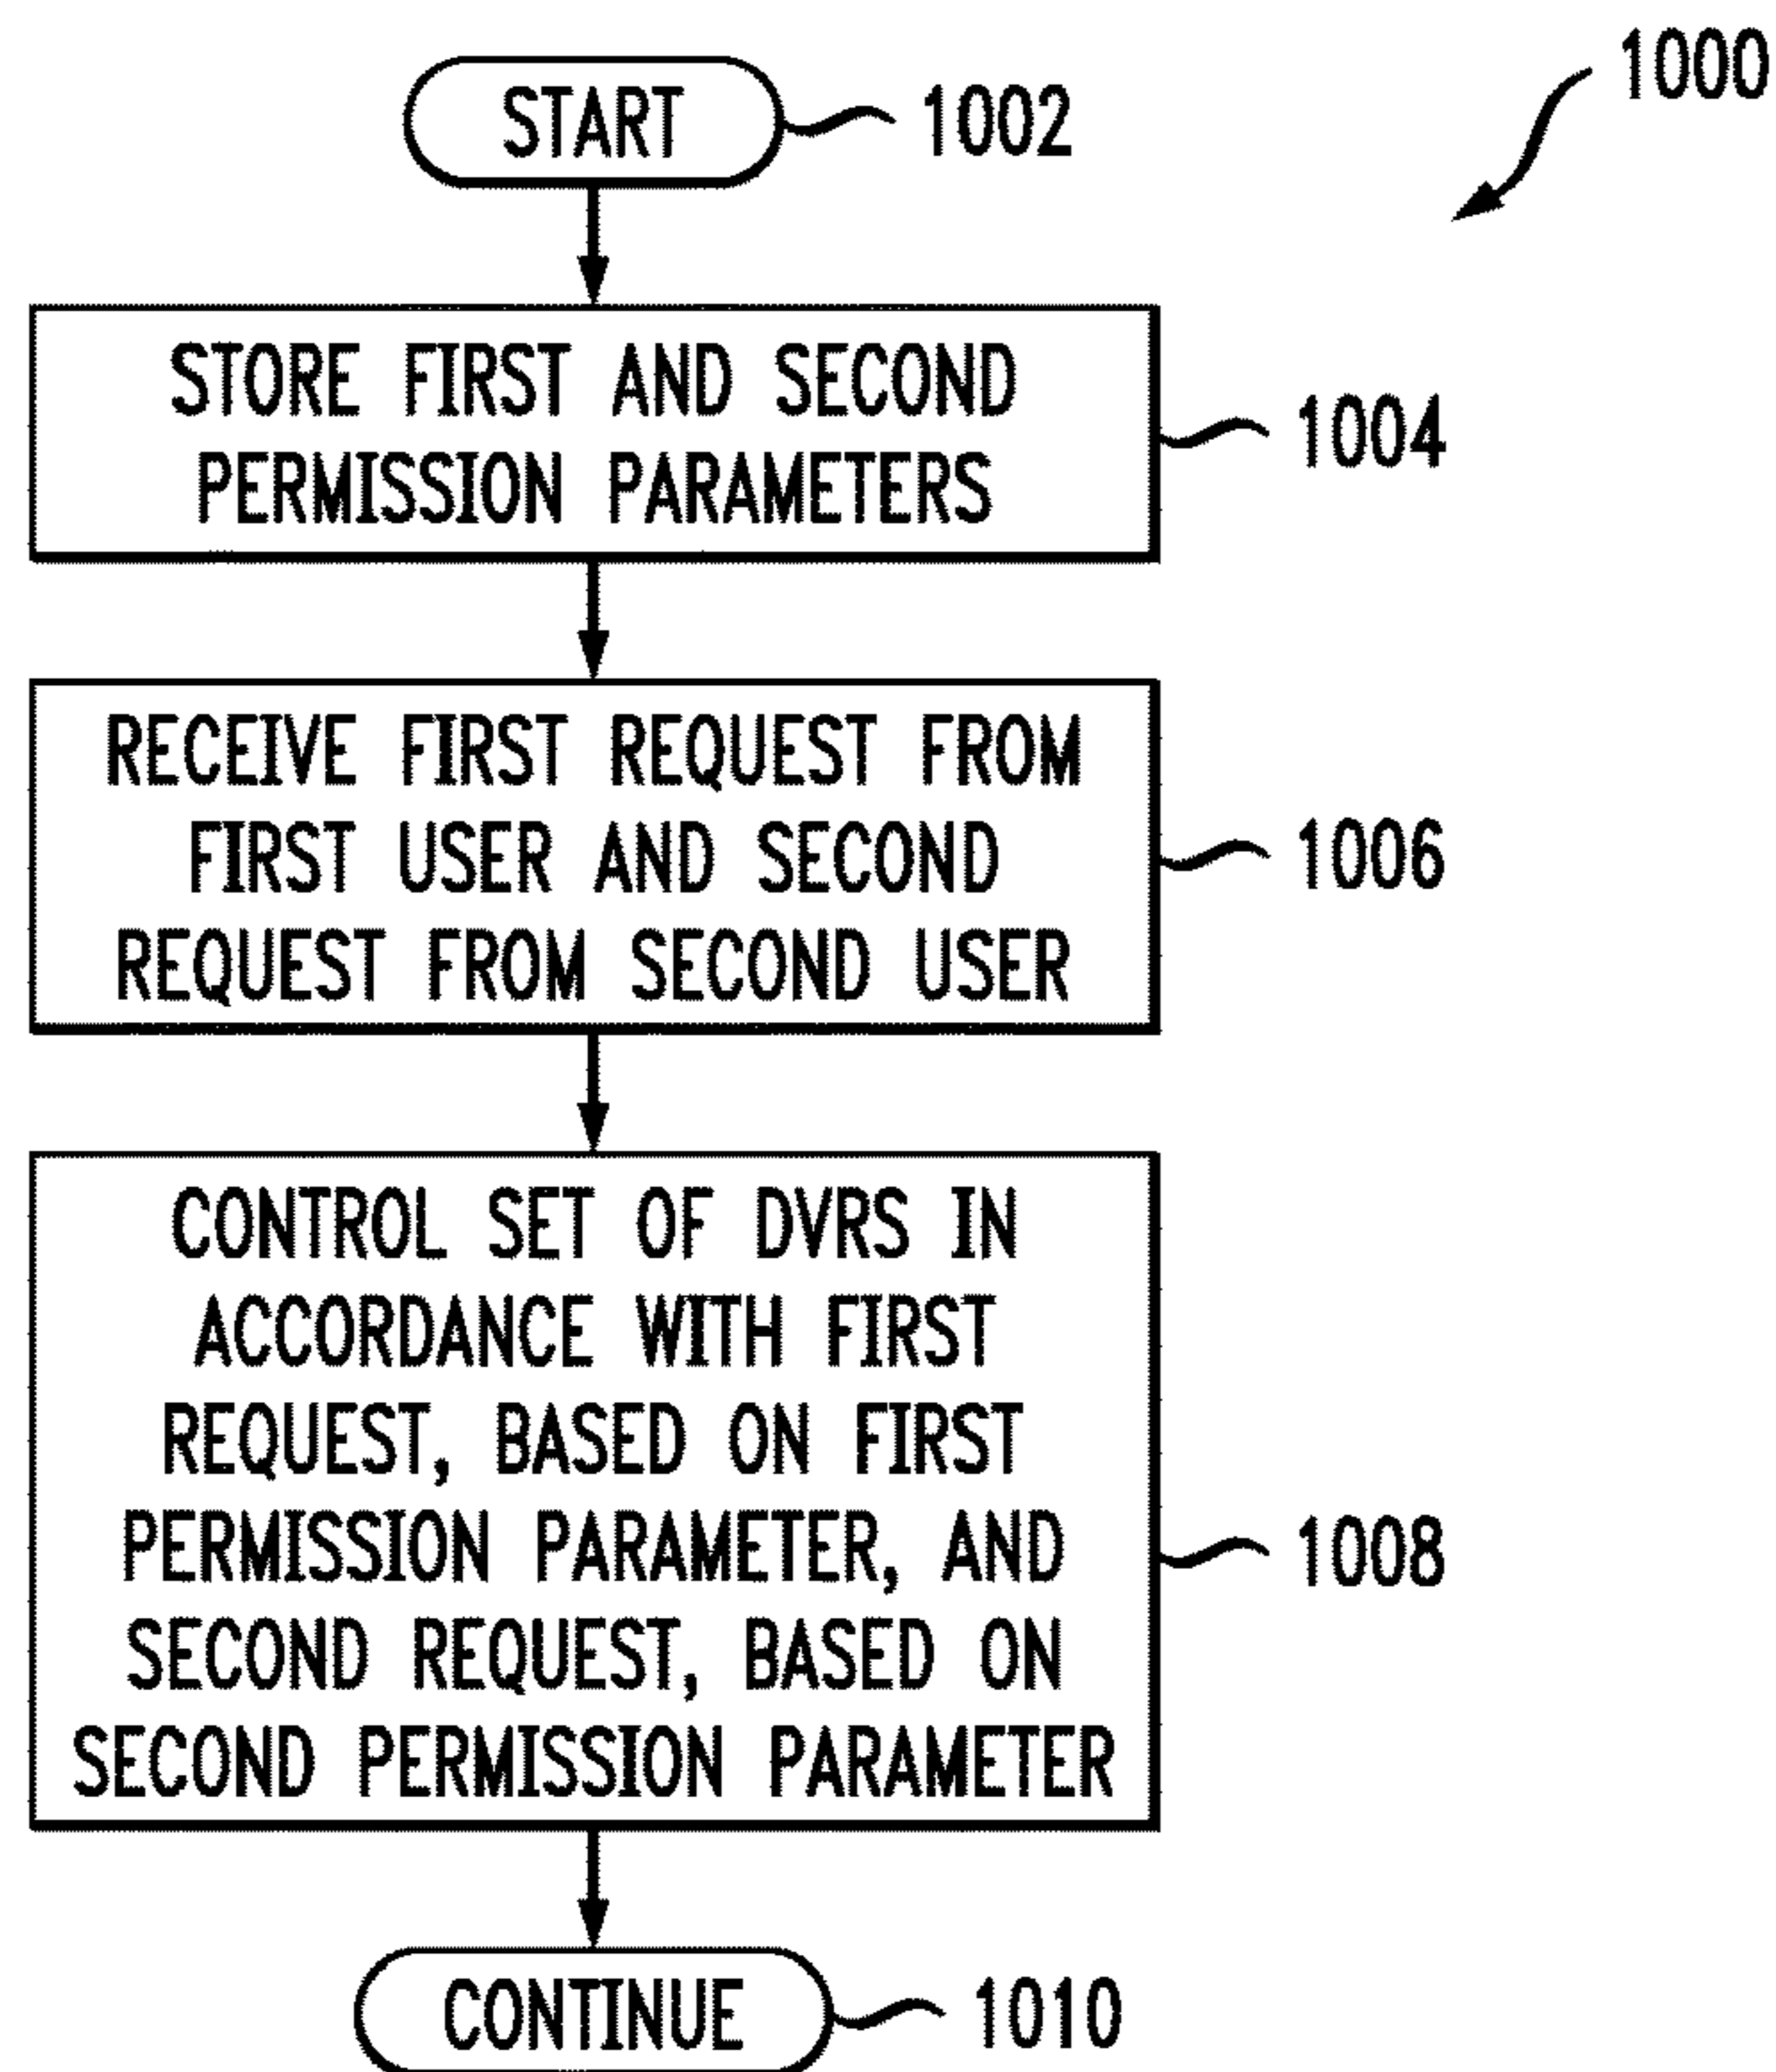 1000
START
1002
STORE FIRST AND SECOND
PERMISSION PARAMETERS
1004
RECEIVE FIRST REQUEST FROM
FIRST USER AND SECOND
REQUEST FROM SECOND USER
1006
CONTROL SET OF DVRS IN
ACCORDANCE WITH FIRST
REQUEST, BASED ON FIRST
PERMISSION PARAMETER, AND
SECOND REQUEST, BASED ON
SECOND PERMISSION PARAMETER
1008
CONTINUE
1010